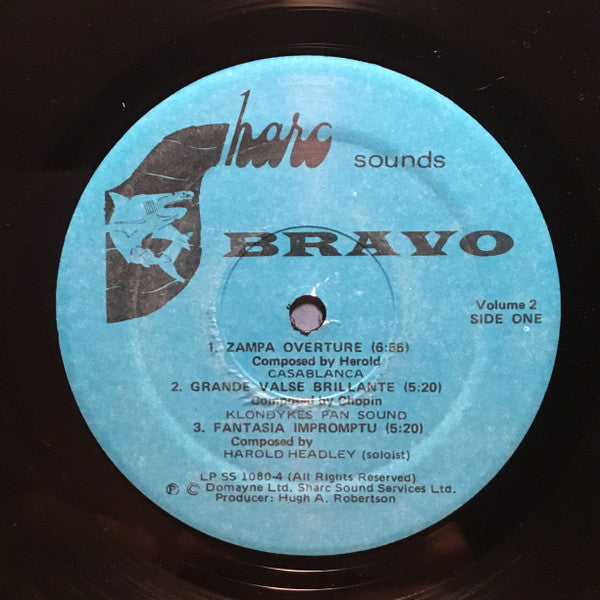 Sharc sounds
BRAVO
Volume 2
SIDE ONE
1. ZAMPA OVERTURE (6:55)
Composed by Herold
CASABLANCA
2. GRANDE VALSE BRILLANTE (5:20)
Composed by Chopin
KLONDYKES PAN SOUND
3. FANTASIA IMPROMPTU (5:20)
Composed by
HAROLD HEADLEY (soloist)
LP SS 1080-4 (All Rights Reserved)
Ⓟ © Domayne Ltd. Sharc Sound Services Ltd.
Producer: Hugh A. Robertson